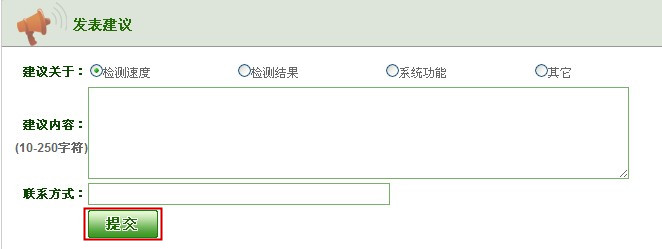 发表建议
建议关于： 检测速度 检测结果 系统功能 其它
建议内容：
(10-250字符)
联系方式：
提交